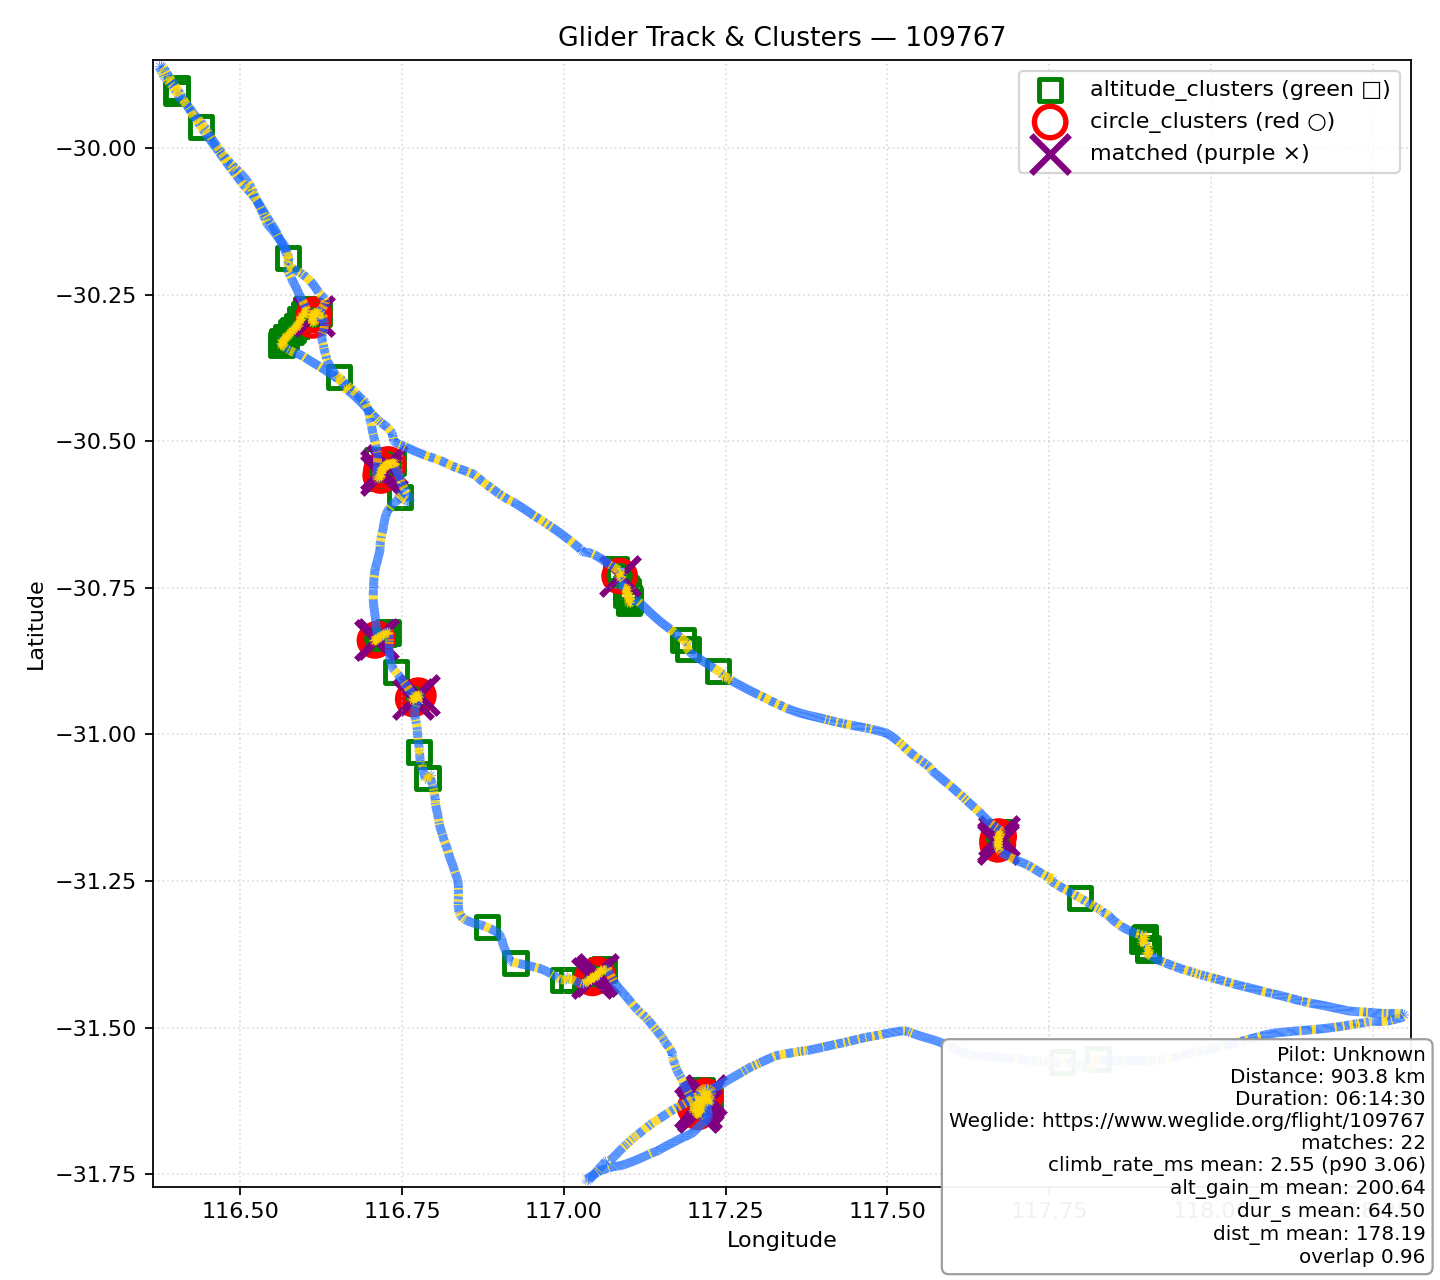 Glider Track & Clusters — 109767
altitude_clusters (green □)
circle_clusters (red ○)
matched (purple ×)
−30.00
−30.25
−30.50
−30.75
−31.00
−31.25
−31.50
−31.75
Latitude
116.50 116.75 117.00 117.25 117.50 117.75
Longitude
Pilot: Unknown
Distance: 903.8 km
Duration: 06:14:30
Weglide: https://www.weglide.org/flight/109767
matches: 22
climb_rate_ms mean: 2.55 (p90 3.06)
alt_gain_m mean: 200.64
dur_s mean: 64.50
dist_m mean: 178.19
overlap 0.96